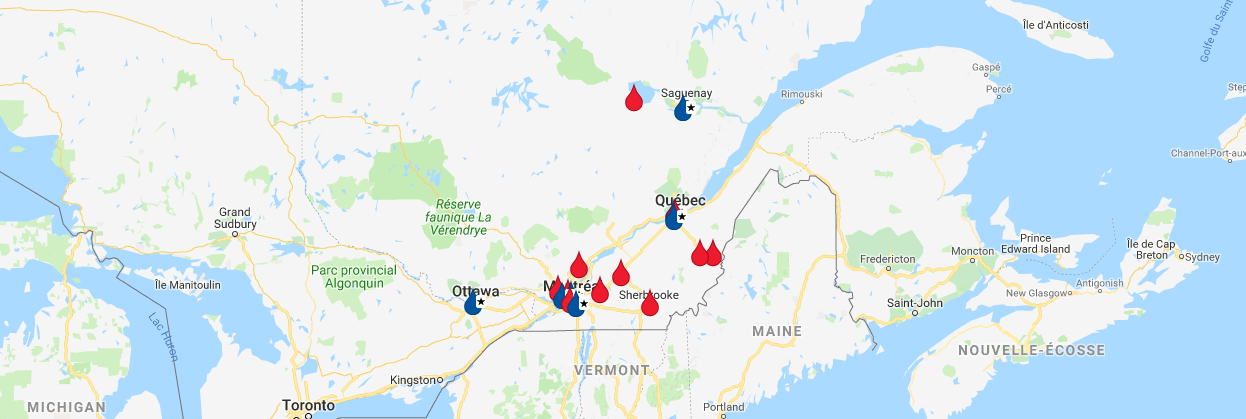 Île d'Anticosti
Golfe du Saint
Gaspé
Percé
Saguenay
Rimouski
Channel-Port-aux
Québec
Réserve
faunique La
Vérendrye
Grand
Sudbury
Prince
Edward Island
Île de Cap
Breton
Sydney
Moncton
Fredericton
Parc provincial
Algonquin
Île Manitoulin
Ottawa
Montréal
Sherbrooke
Antigonish
New Glasgow
Saint-John
Lac Huron
MAINE
NOUVELLE-ÉCOSSE
VERMONT
Kingston
MICHIGAN
Toronto
Portland